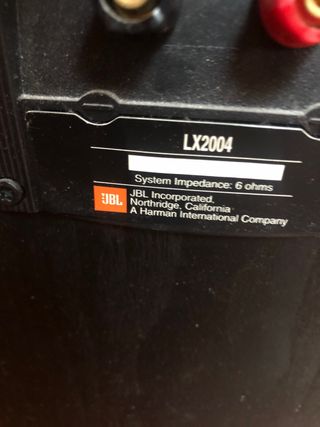 LX2004
System Impedance: 6 ohms
JBL
JBL Incorporated,
Northridge, California
A Harman International Company